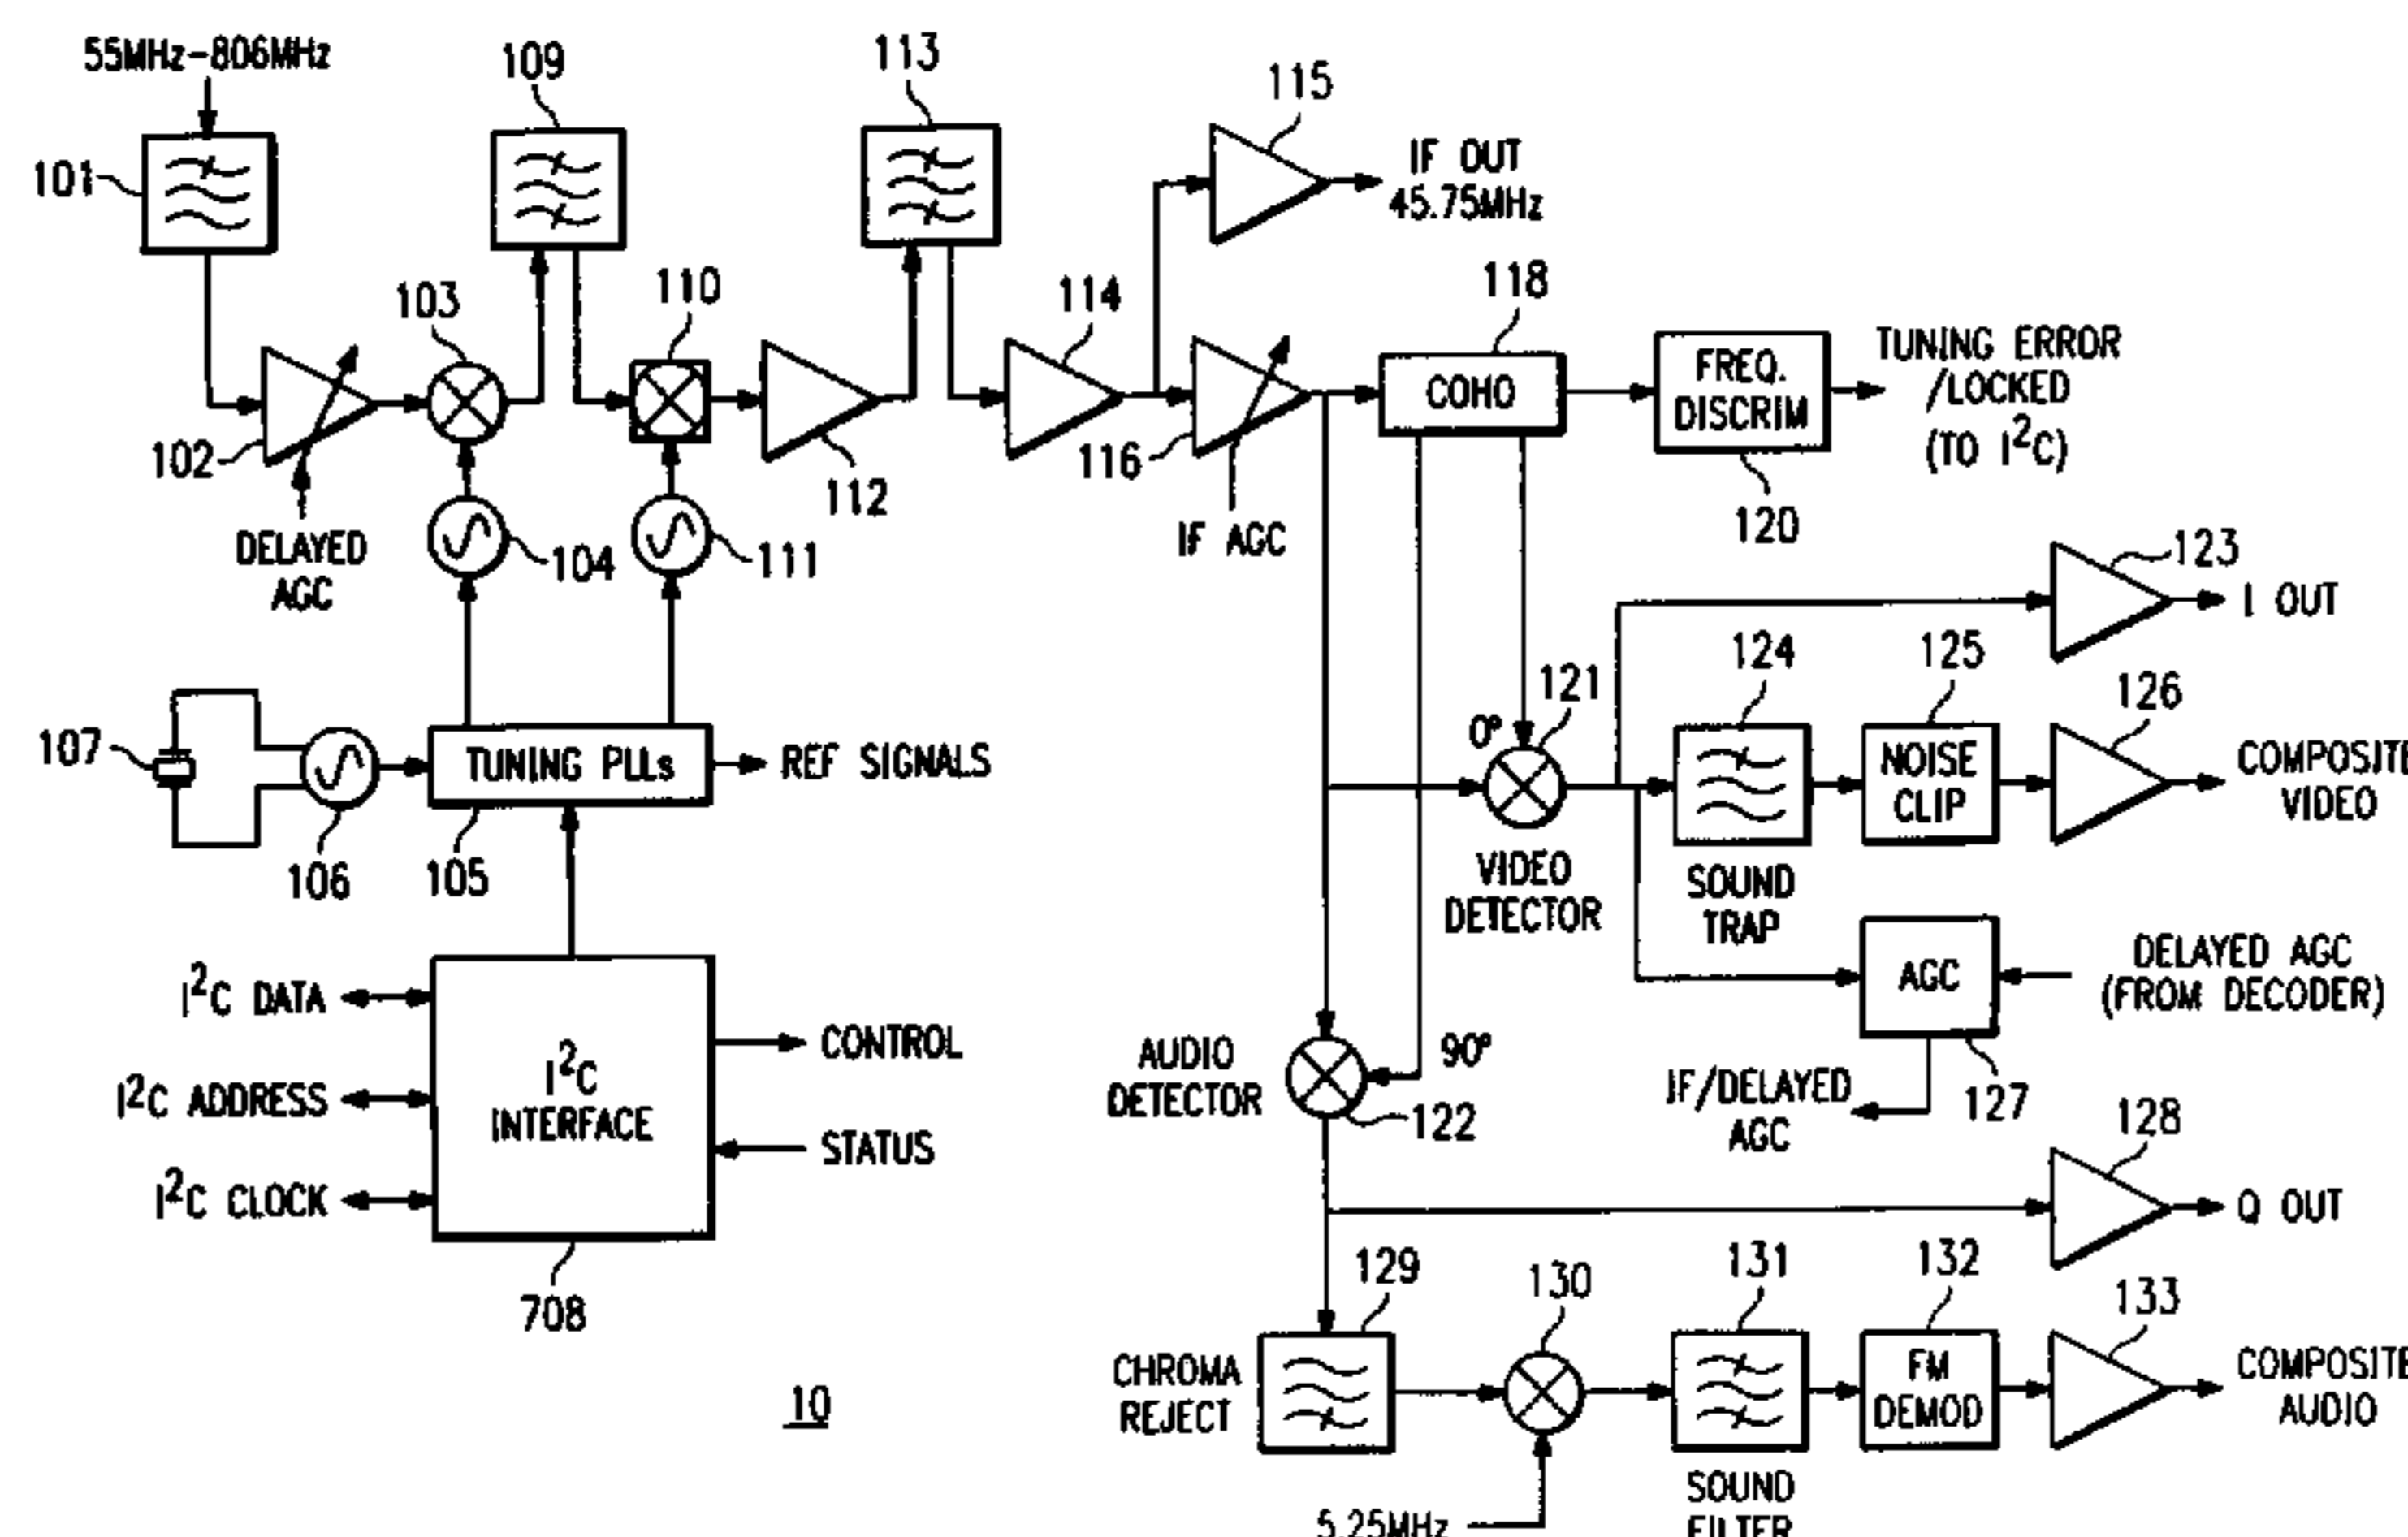 55MHz-806MHz
109
113
115
101
IF OUT
45.75MHz
103
110
114
118
COHO
FREQ.
DISCRIM
TUNING ERROR
/LOCKED
(TO I²C)
102
112
116
120
DELAYED
AGC
104
111
IF AGC
123
I OUT
124
125
126
121
0°
107
TUNING PLLs
REF SIGNALS
NOISE
CLIP
COMPOSITE
VIDEO
106
105
VIDEO
DETECTOR
SOUND
TRAP
AGC
DELAYED AGC
(FROM DECODER)
I²C DATA
I²C ADDRESS
I²C CLOCK
I²C
INTERFACE
CONTROL
STATUS
708
AUDIO
DETECTOR
90°
122
IF/DELAYED
AGC
127
128
Q OUT
129
130
131
132
133
CHROMA
REJECT
FM
DEMOD
COMPOSITE
AUDIO
10
5.25MHz
SOUND
FILTER